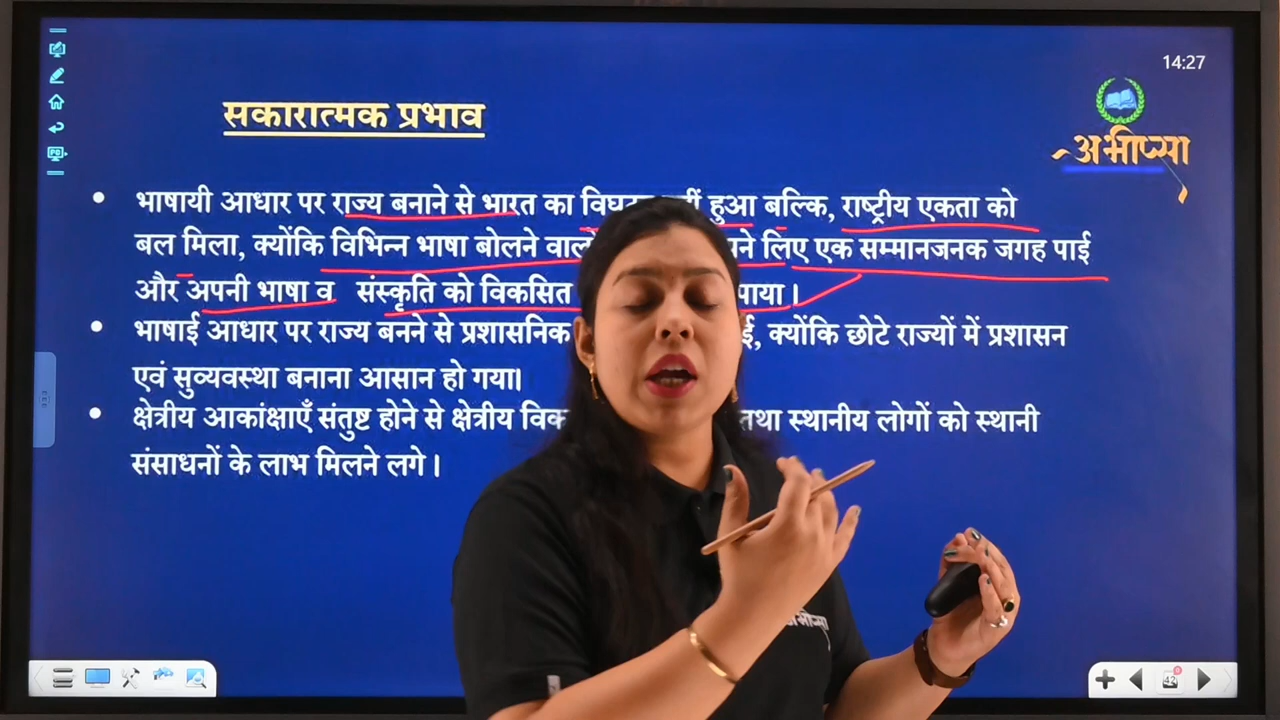 14:27
सकारात्मक प्रभाव
अभीप्सा
• भाषायी आधार पर राज्य बनाने से भारत का हुआ बल्कि, राष्ट्रीय एकता को
बल मिला, क्योंकि विभिन्न भाषा बोलने लिए एक सम्मानजनक जगह पाई
और अपनी भाषा व संस्कृति को विकसित पाया।
• भाषाई आधार पर राज्य बनने से प्रशासनिक क्योंकि छोटे राज्यों में प्रशासन
एवं सुव्यवस्था बनाना आसान हो गया।
• क्षेत्रीय आकांक्षाएँ संतुष्ट होने से क्षेत्रीय तथा स्थानीय लोगों को स्थानी
संसाधनों के लाभ मिलने लगे।